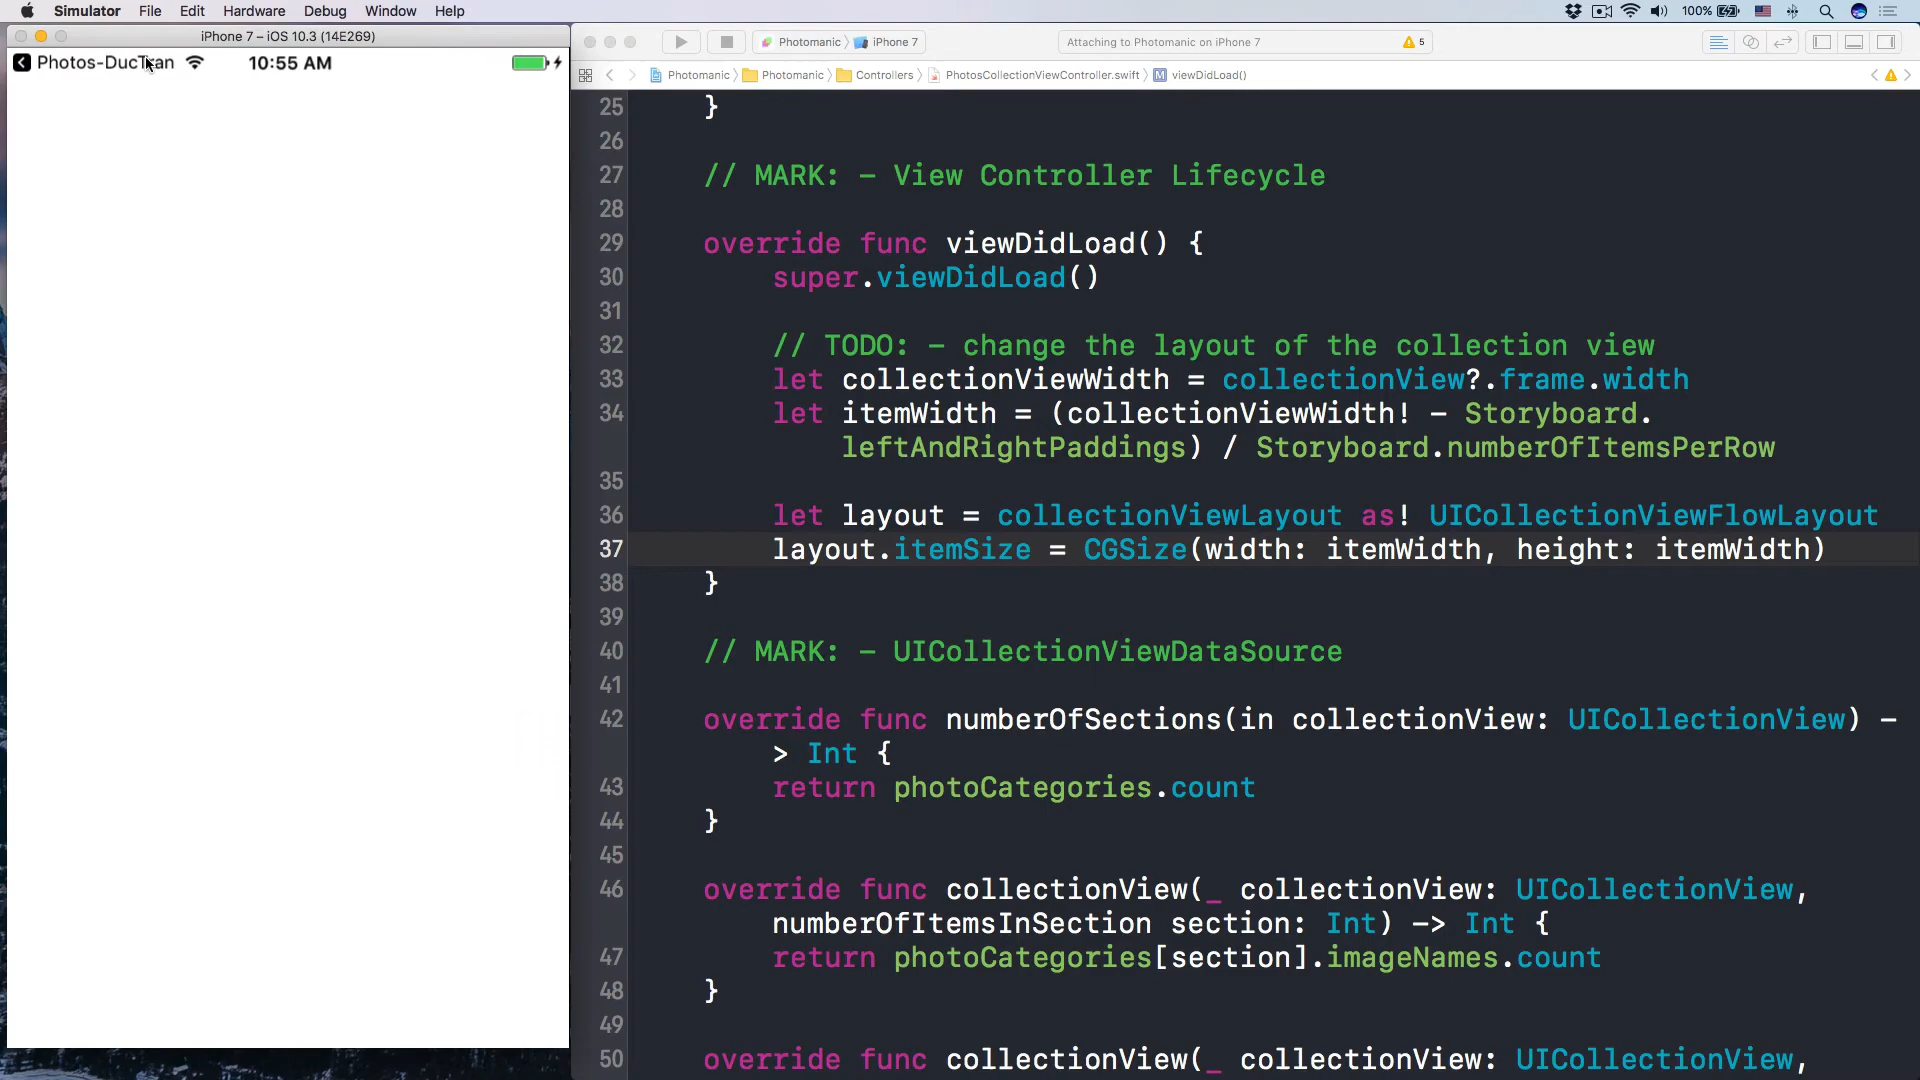 Simulator File Edit Hardware Debug Window Help 100%
iPhone 7 – iOS 10.3 (14E269)
Photos-DucTran 10:55 AM
Photomanic iPhone 7 Attaching to Photomanic on iPhone 7 5
Photomanic Photomanic Controllers PhotosCollectionViewController.swift M viewDidLoad()
25 }
26
27 // MARK: - View Controller Lifecycle
28
29 override func viewDidLoad() {
30 super.viewDidLoad()
31
32 // TODO: - change the layout of the collection view
33 let collectionViewWidth = collectionView?.frame.width
34 let itemWidth = (collectionViewWidth! - Storyboard.
leftAndRightPaddings) / Storyboard.numberOfItemsPerRow
35
36 let layout = collectionViewLayout as! UICollectionViewFlowLayout
37 layout.itemSize = CGSize(width: itemWidth, height: itemWidth)
38 }
39
40 // MARK: - UICollectionViewDataSource
41
42 override func numberOfSections(in collectionView: UICollectionView) -
> Int {
43 return photoCategories.count
44 }
45
46 override func collectionView(_ collectionView: UICollectionView,
numberOfItemsInSection section: Int) -> Int {
47 return photoCategories[section].imageNames.count
48 }
49
50 override func collectionView(_ collectionView: UICollectionView,